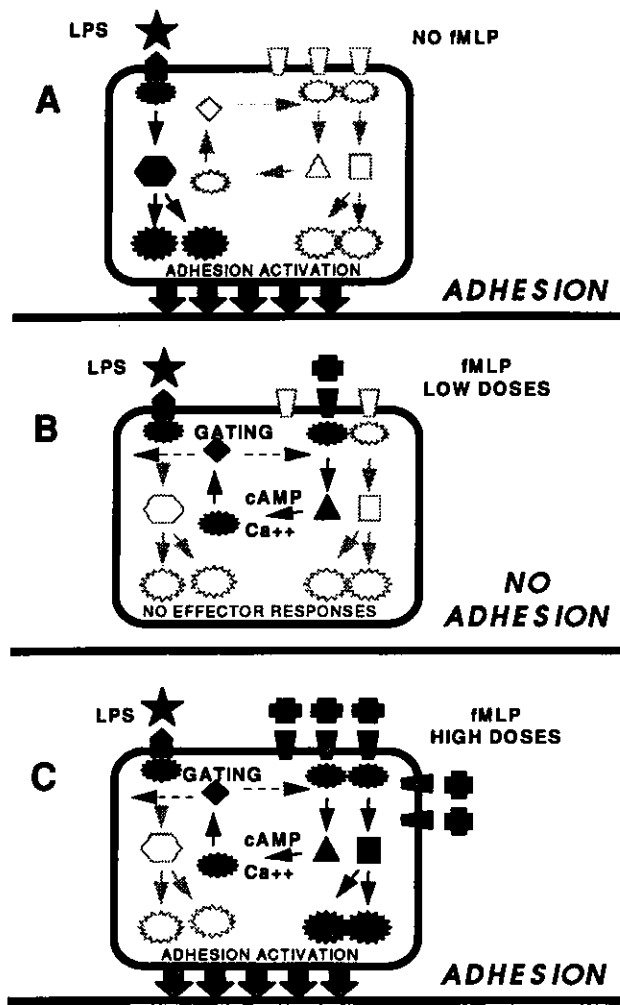 LPS
NO fMLP
A
ADHESION ACTIVATION
ADHESION
LPS
fMLP
LOW DOSES
B
GATING
cAMP
Ca++
NO EFFECTOR RESPONSES
NO
ADHESION
LPS
fMLP
HIGH DOSES
C
GATING
cAMP
Ca++
ADHESION ACTIVATION
ADHESION